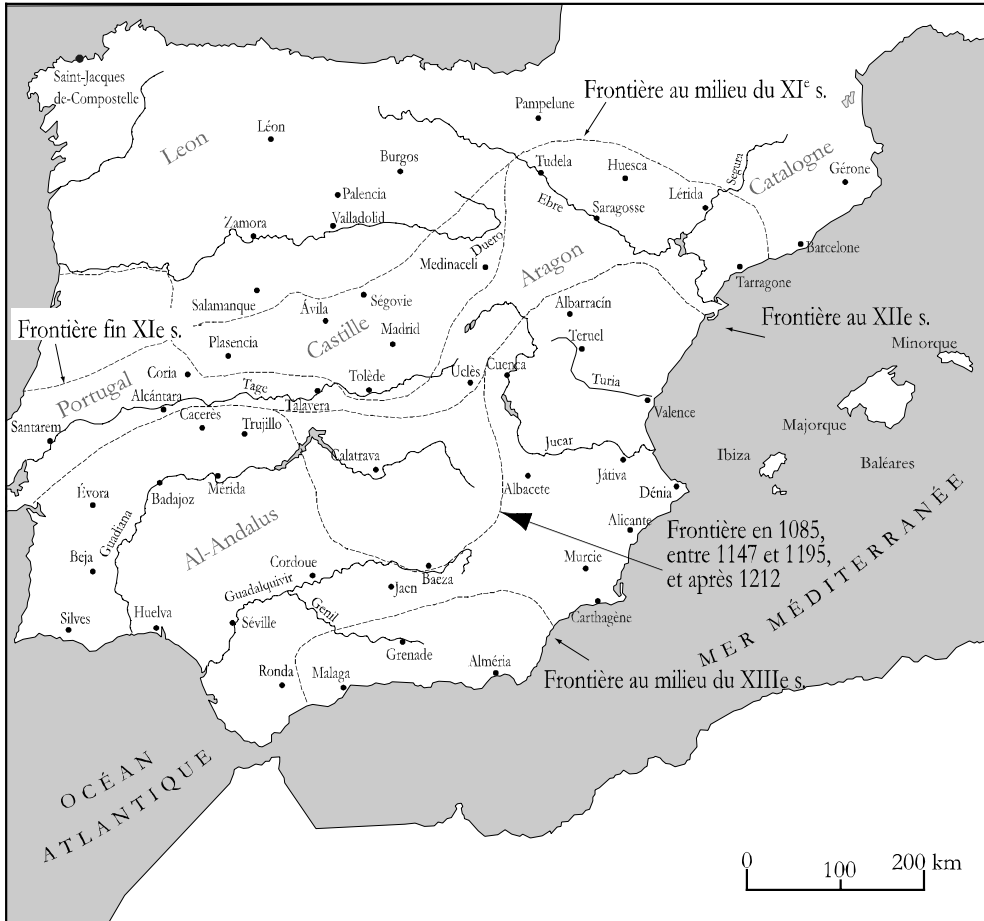 Saint-Jacques
de-Compostelle
Léon
Leon
Burgos
Palencia
Valladolid
Zamora
Pampelune
Frontière au milieu du XIe s.
Tudela
Huesca
Ebre
Saragosse
Lérida
Segura
Catalogne
Gérone
Barcelone
Tarragone
Duero
Medinaceli
Aragon
Salamanque
Ávila
Ségovie
Castille
Madrid
Albarracín
Teruel
Frontière au XIIe s.
Minorque
Frontière fin XIe s.
Plasencia
Coria
Portugal
Alcántara
Tage
Talavera
Tolède
Uclès
Cuenca
Turia
Valence
Majorque
Ibiza
Baléares
Santarem
Cacerès
Trujillo
Calatrava
Jucar
Játiva
Dénia
Albacete
Alicante
Évora
Badajoz
Mérida
Guadiana
Al-Andalus
Beja
Cordoue
Guadalquivir
Baeza
Jaen
Murcie
Frontière en 1085,
entre 1147 et 1195,
et après 1212
Carthagène
Silves
Huelva
Séville
Genil
Grenade
Ronda
Malaga
Alméria
Frontière au milieu du XIIIe s.
MER MÉDITERRANÉE
OCÉAN
ATLANTIQUE
0 100 200 km